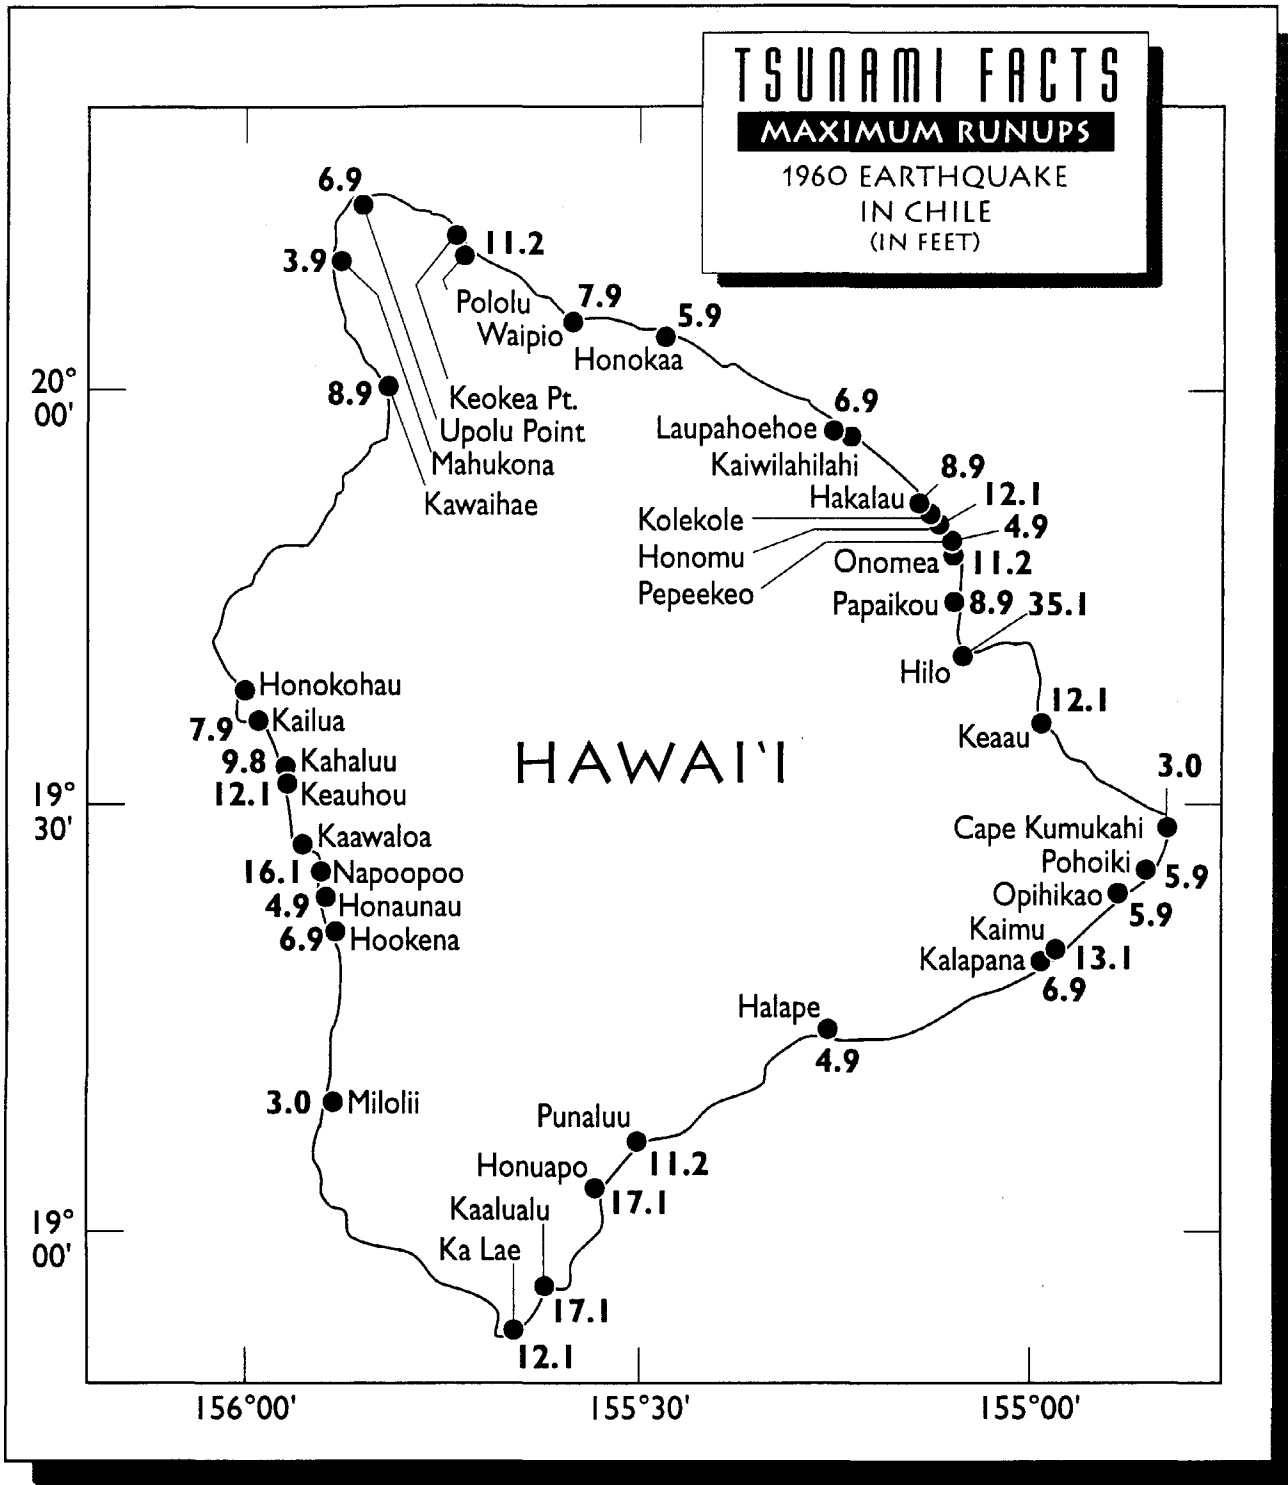 TSUNAMI FACTS
MAXIMUM RUNUPS
1960 EARTHQUAKE
IN CHILE
(IN FEET)
6.9
11.2
3.9
Pololu
7.9
Waipio
5.9
Honokaa
20°
00'
8.9
Keokea Pt.
Upolu Point
Mahukona
Kawaihae
6.9
Laupahoehoe
Kaiwilahilahi
8.9
Hakalau
12.1
Kolekole
4.9
Honomu
Onomea
11.2
Pepeekeo
Papaikou
8.9
35.1
Hilo
Honokohau
7.9
Kailua
12.1
Keaau
9.8
Kahaluu
HAWAI'I
12.1
Keauhou
3.0
19°
30'
Kaawaloa
Cape Kumukahi
16.1
Napoopoo
Pohoiki
5.9
4.9
Honaunau
Opihikao
5.9
6.9
Hookena
Kaimu
13.1
Kalapana
6.9
Halape
4.9
3.0
Milolii
Punaluu
11.2
Honuapo
17.1
Kaalualu
19°
00'
Ka Lae
17.1
12.1
156°00'
155°30'
155°00'